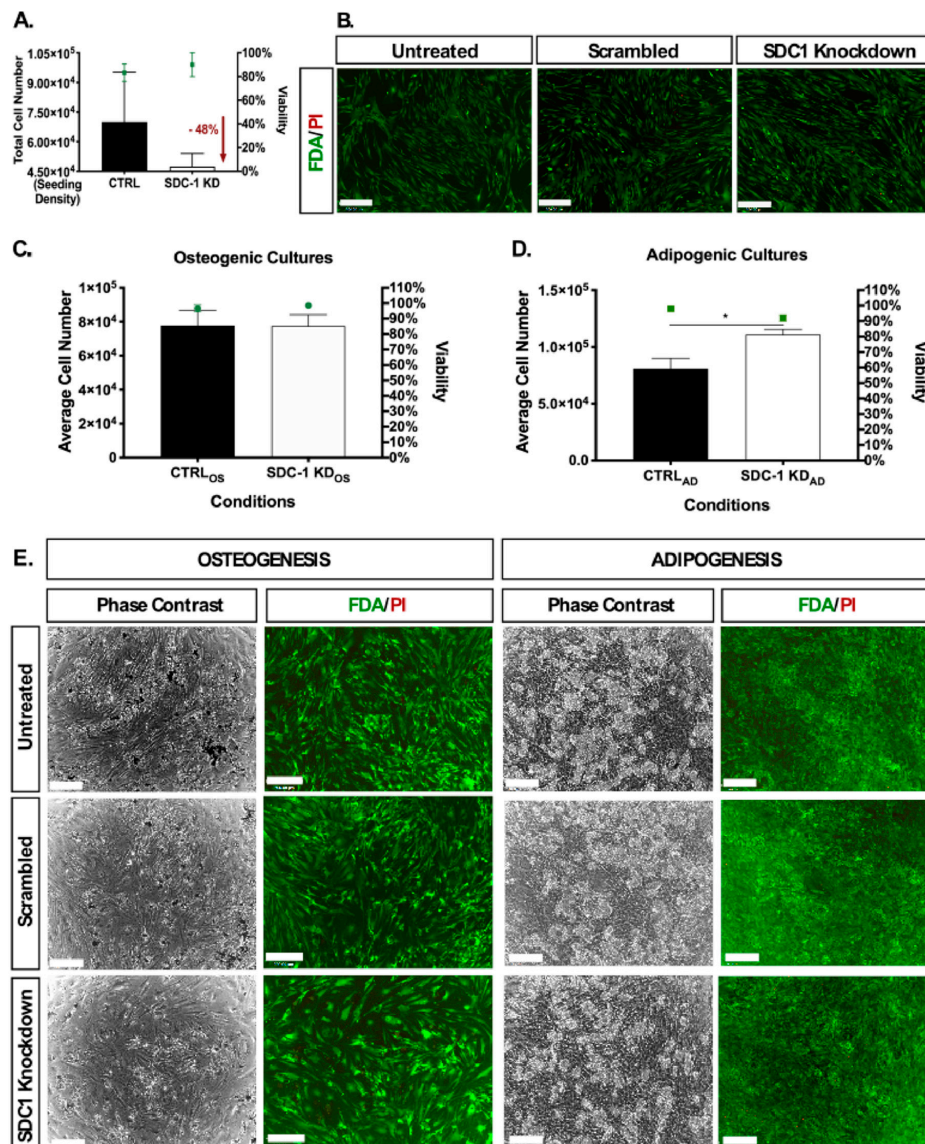 A.
1.05×10⁵
9.00×10⁴
7.50×10⁴
6.00×10⁴
4.50×10⁴
(Seeding
Density)
Total Cell Number
100%
80%
60%
40%
20%
0%
Viability
- 48%
CTRL
SDC-1 KD
B.
Untreated
Scrambled
SDC1 Knockdown
FDA/PI
C.
Osteogenic Cultures
1×10⁵
8×10⁴
6×10⁴
4×10⁴
2×10⁴
0
Average Cell Number
110%
100%
90%
80%
70%
60%
50%
40%
30%
20%
10%
0%
Viability
CTRL_OS
SDC-1 KD_OS
Conditions
D.
Adipogenic Cultures
1.5×10⁵
1.0×10⁵
5.0×10⁴
0.0
Average Cell Number
*
110%
100%
90%
80%
70%
60%
50%
40%
30%
20%
10%
0%
Viability
CTRL_AD
SDC-1 KD_AD
Conditions
E.
OSTEOGENESIS
ADIPOGENESIS
Phase Contrast
FDA/PI
Phase Contrast
FDA/PI
Untreated
Scrambled
SDC1 Knockdown